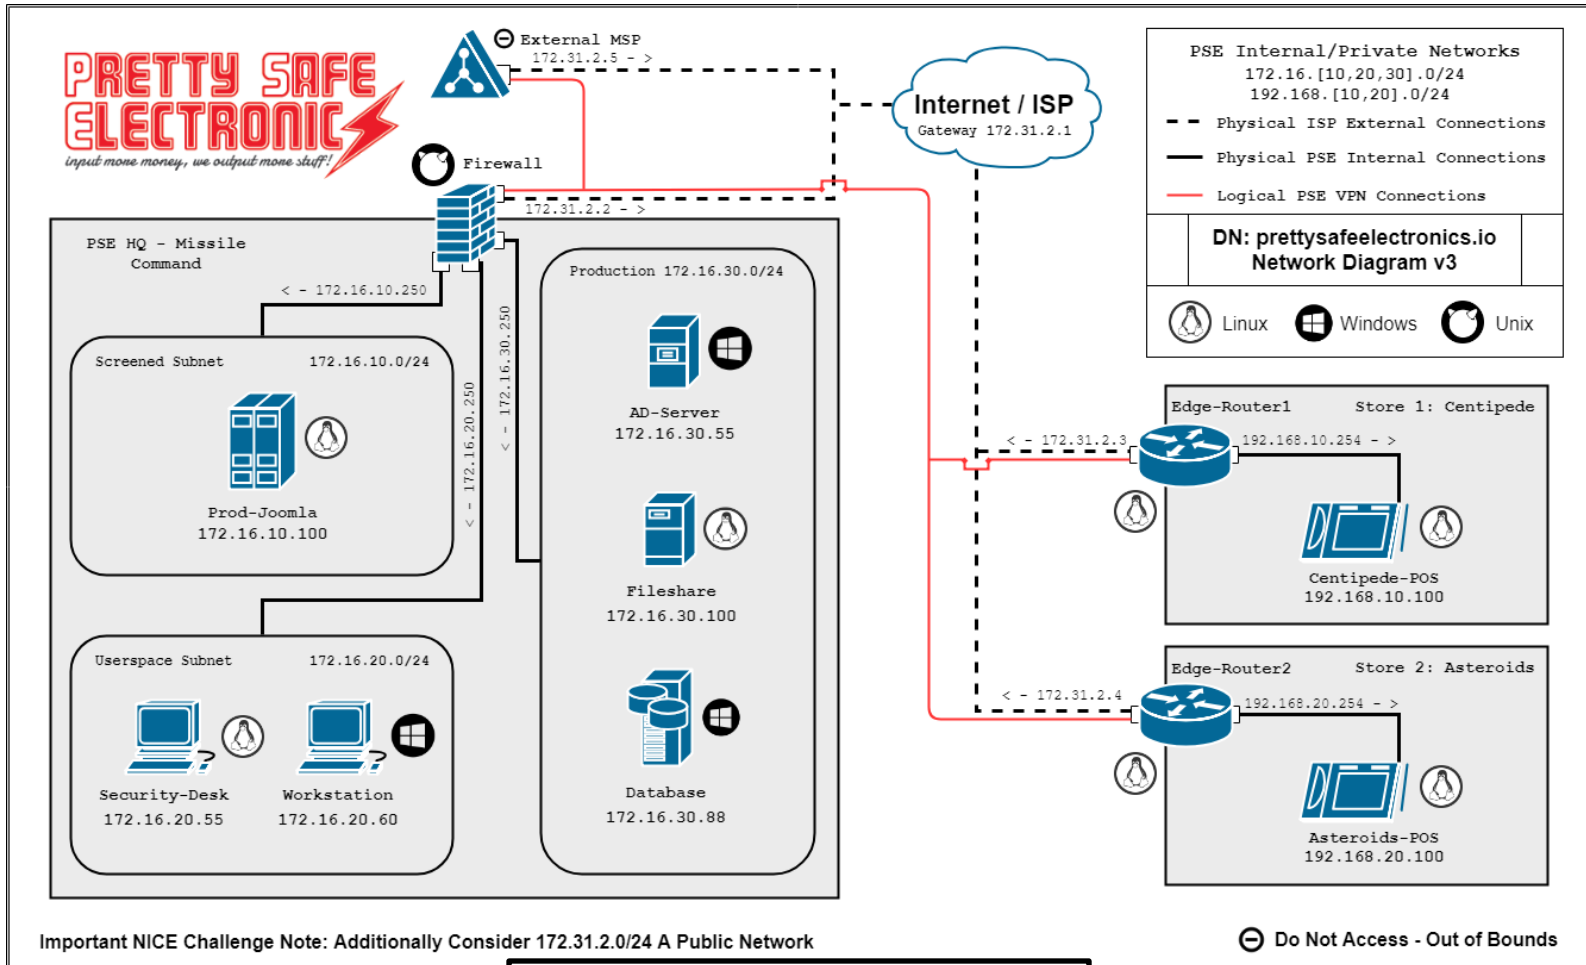 PRETTY SAFE
ELECTRONICS
input more money, we output more stuff!
External MSP
172.31.2.5 - >
Internet / ISP
Gateway 172.31.2.1
PSE Internal/Private Networks
172.16.[10,20,30].0/24
192.168.[10,20].0/24
Physical ISP External Connections
Physical PSE Internal Connections
Logical PSE VPN Connections
DN: prettysafeelectronics.io
Network Diagram v3
Linux
Windows
Unix
Firewall
172.31.2.2 - >
PSE HQ - Missile
Command
< - 172.16.10.250
< - 172.16.20.250
< - 172.16.30.250
Screened Subnet
172.16.10.0/24
Prod-Joomla
172.16.10.100
Userspace Subnet
172.16.20.0/24
Security-Desk
172.16.20.55
Workstation
172.16.20.60
Production 172.16.30.0/24
AD-Server
172.16.30.55
Fileshare
172.16.30.100
Database
172.16.30.88
Edge-Router1
Store 1: Centipede
< - 172.31.2.3
192.168.10.254 - >
Centipede-POS
192.168.10.100
Edge-Router2
Store 2: Asteroids
< - 172.31.2.4
192.168.20.254 - >
Asteroids-POS
192.168.20.100
Important NICE Challenge Note: Additionally Consider 172.31.2.0/24 A Public Network
Do Not Access - Out of Bounds